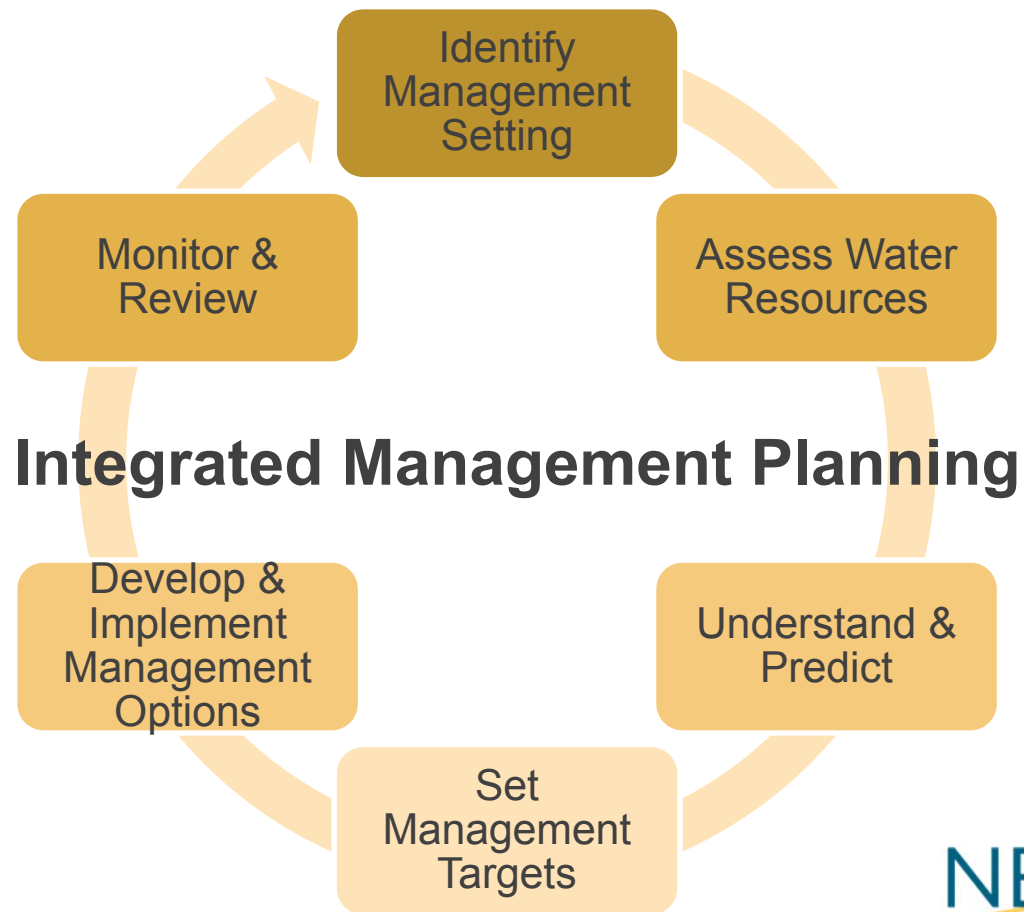 Identify
Management
Setting
Assess Water
Resources
Understand &
Predict
Set
Management
Targets
Develop &
Implement
Management
Options
Monitor &
Review
Integrated Management Planning